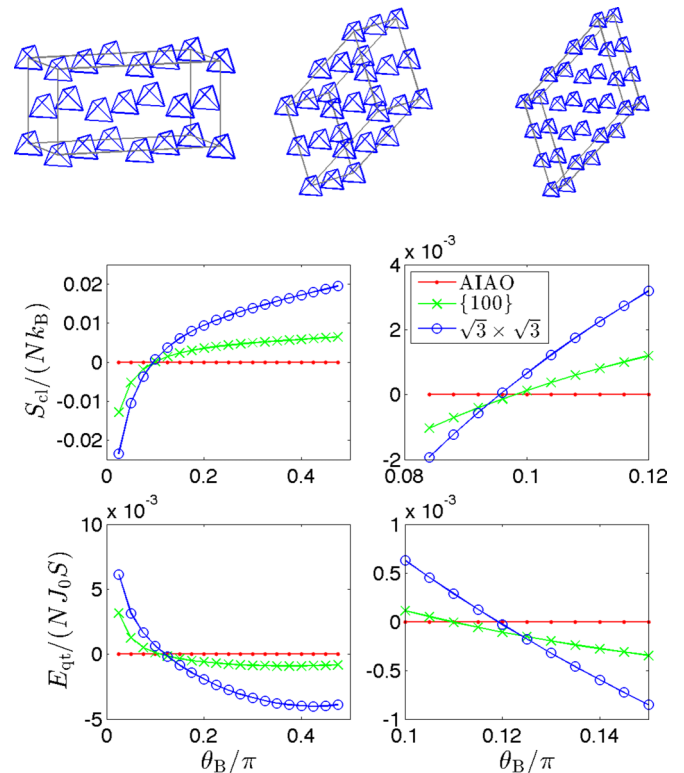 S_cl/(Nk_B)
0.02
0.01
0
-0.01
-0.02
0 0.2 0.4
x 10^-3
4
2
0
-2
0.08 0.1 0.12
AIAO
{100}
√3 × √3
E_qt/(NJ_0S)
x 10^-3
10
5
0
-5
0 0.2 0.4
θ_B/π
x 10^-3
1
0.5
0
-0.5
-1
0.1 0.12 0.14
θ_B/π